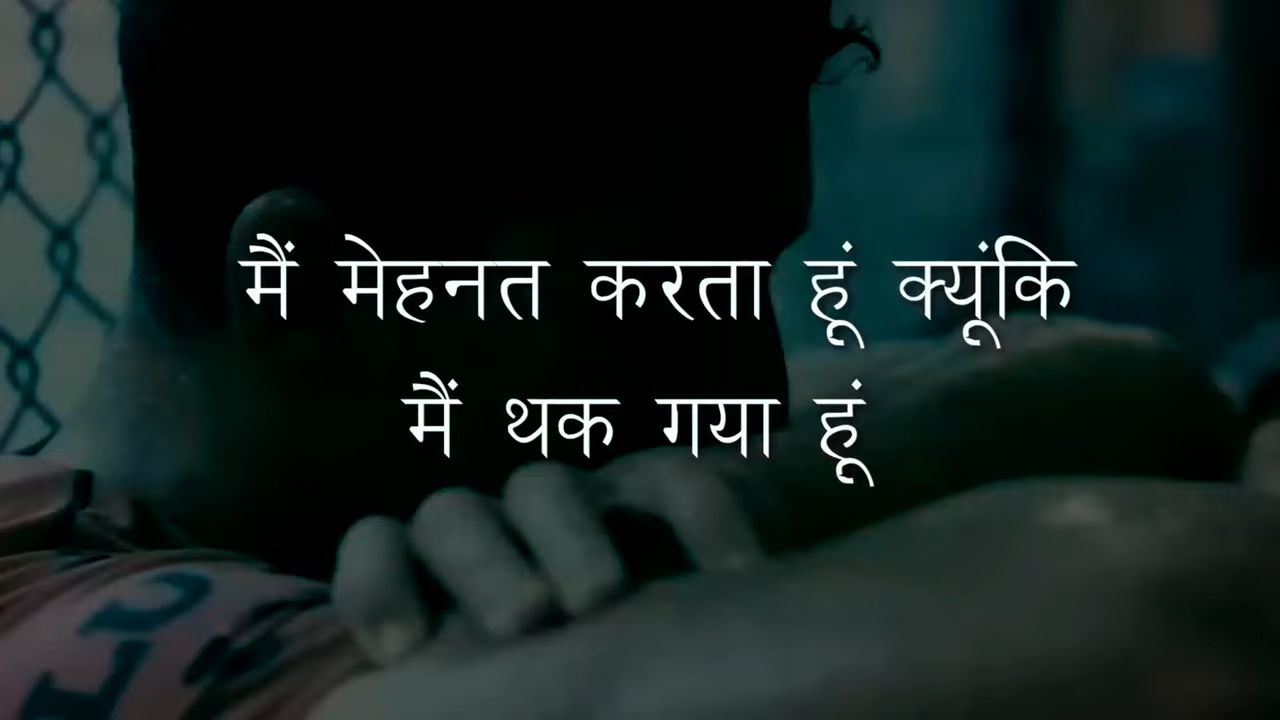 मैं मेहनत करता हूं क्यूंकि
मैं थक गया हूं